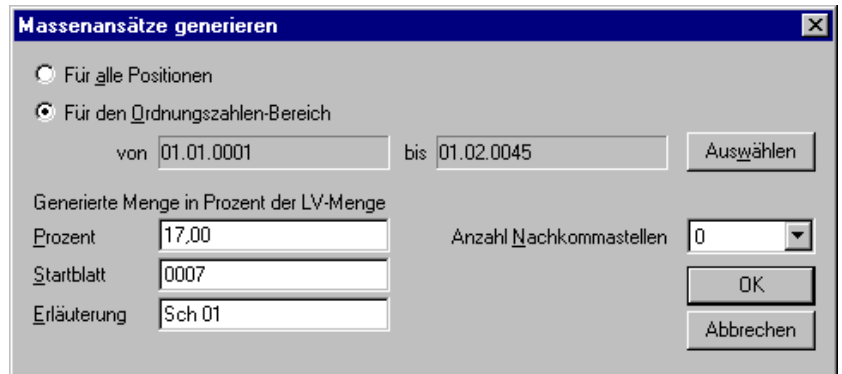 Massenansätze generieren
Für alle Positionen
Für den Ordnungszahlen-Bereich
von 01.01.0001 bis 01.02.0045 Auswählen
Generierte Menge in Prozent der LV-Menge
Prozent 17,00 Anzahl Nachkommastellen 0
Startblatt 0007
OK
Erläuterung Sch 01
Abbrechen